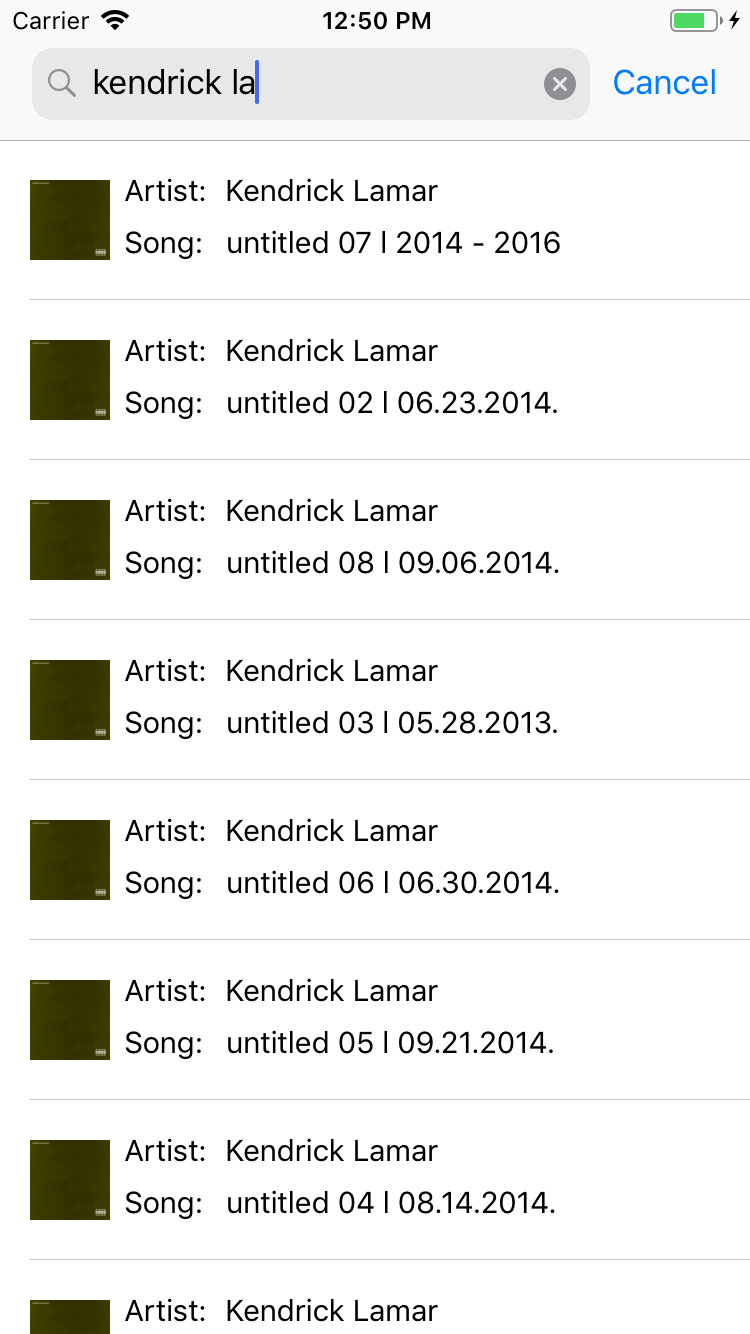 Carrier 12:50 PM
kendrick la Cancel
Artist: Kendrick Lamar
Song: untitled 07 l 2014 - 2016
Artist: Kendrick Lamar
Song: untitled 02 l 06.23.2014.
Artist: Kendrick Lamar
Song: untitled 08 l 09.06.2014.
Artist: Kendrick Lamar
Song: untitled 03 l 05.28.2013.
Artist: Kendrick Lamar
Song: untitled 06 l 06.30.2014.
Artist: Kendrick Lamar
Song: untitled 05 l 09.21.2014.
Artist: Kendrick Lamar
Song: untitled 04 l 08.14.2014.
Artist: Kendrick Lamar